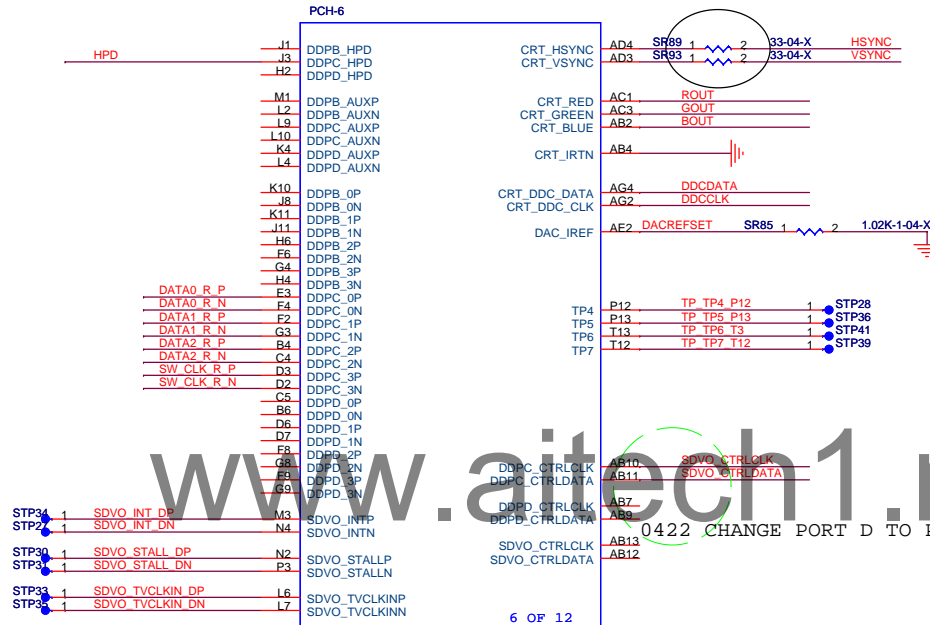 PCH-6
HPD
J1 DDPB_HPD
J3 DDPC_HPD
H2 DDPD_HPD
M1 DDPB_AUXP
L2 DDPB_AUXN
L9 DDPC_AUXP
L10 DDPC_AUXN
K4 DDPD_AUXP
L4 DDPD_AUXN
K10 DDPB_0P
J8 DDPB_0N
K11 DDPB_1P
J11 DDPB_1N
H6 DDPB_2P
F6 DDPB_2N
G4 DDPB_3P
H4 DDPB_3N
DATA0_R_P E3 DDPC_0P
DATA0_R_N F4 DDPC_0N
DATA1_R_P F2 DDPC_1P
DATA1_R_N G3 DDPC_1N
DATA2_R_P B4 DDPC_2P
DATA2_R_N C4 DDPC_2N
SW_CLK_R_P D3 DDPC_3P
SW_CLK_R_N D2 DDPC_3N
C5 DDPD_0P
B6 DDPD_0N
D6 DDPD_1P
D7 DDPD_1N
F8 DDPD_2P
G8 DDPD_2N
F9 DDPD_3P
G9 DDPD_3N
STP34 1 SDVO_INT_DP M3 SDVO_INTP
STP27 1 SDVO_INT_DN N4 SDVO_INTN
STP30 1 SDVO_STALL_DP N2 SDVO_STALLP
STP31 1 SDVO_STALL_DN P3 SDVO_STALLN
STP33 1 SDVO_TVCLKIN_DP L6 SDVO_TVCLKINP
STP35 1 SDVO_TVCLKIN_DN L7 SDVO_TVCLKINN
CRT_HSYNC AD4 SR89 1 2 33-04-X HSYNC
CRT_VSYNC AD3 SR93 1 2 33-04-X VSYNC
CRT_RED AC1 ROUT
CRT_GREEN AC3 GOUT
CRT_BLUE AB2 BOUT
CRT_IRTN AB4
CRT_DDC_DATA AG4 DDCDATA
CRT_DDC_CLK AG2 DDCCLK
DAC_IREF AE2 DACREFSET SR85 1 2 1.02K-1-04-X
TP4 P12 TP_TP4_P12 1 STP28
TP5 P13 TP_TP5_P13 1 STP36
TP6 T13 TP_TP6_T3 1 STP41
TP7 T12 TP_TP7_T12 1 STP39
DDPC_CTRLCLK AB10 SDVO_CTRLCLK
DDPC_CTRLDATA AB11 SDVO_CTRLDATA
DDPD_CTRLCLK AB7
DDPD_CTRLDATA AB9
SDVO_CTRLCLK AB13
SDVO_CTRLDATA AB12
0422 CHANGE PORT D TO
6 OF 12
www.aitech1.